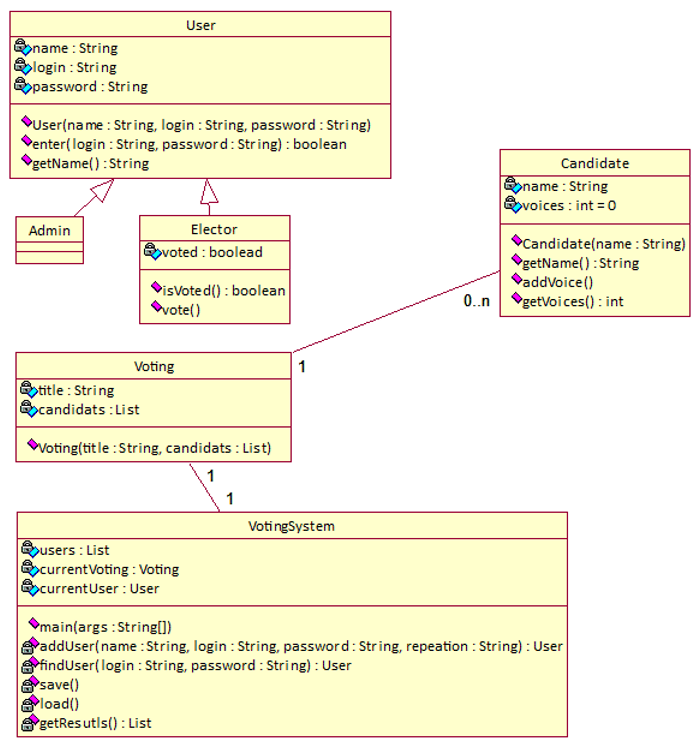 User
name : String
login : String
password : String
User(name : String, login : String, password : String)
enter(login : String, password : String) : boolean
getName() : String
Candidate
name : String
voices : int = 0
Candidate(name : String)
getName() : String
addVoice()
getVoices() : int
Admin
Elector
voted : boolead
isVoted() : boolean
vote()
0..n
1
Voting
title : String
candidats : List
Voting(title : String, candidats : List)
1
1
VotingSystem
users : List
currentVoting : Voting
currentUser : User
main(args : String[])
addUser(name : String, login : String, password : String, repeation : String) : User
findUser(login : String, password : String) : User
save()
load()
getResutls() : List